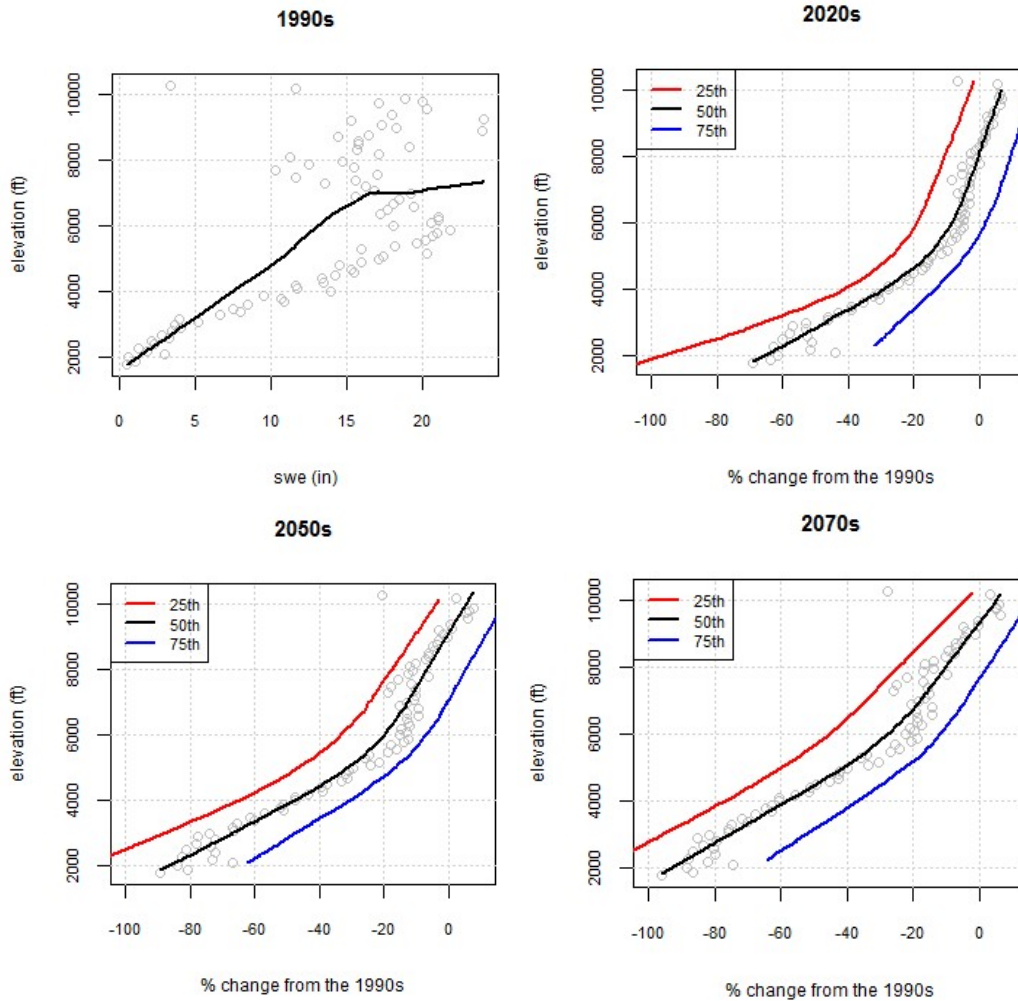 1990s
elevation (ft)
10000
8000
6000
4000
2000
0 5 10 15 20
swe (in)
2020s
25th
50th
75th
elevation (ft)
10000
8000
6000
4000
2000
-100 -80 -60 -40 -20 0
% change from the 1990s
2050s
25th
50th
75th
elevation (ft)
10000
8000
6000
4000
2000
-100 -80 -60 -40 -20 0
% change from the 1990s
2070s
25th
50th
75th
elevation (ft)
10000
8000
6000
4000
2000
-100 -80 -60 -40 -20 0
% change from the 1990s